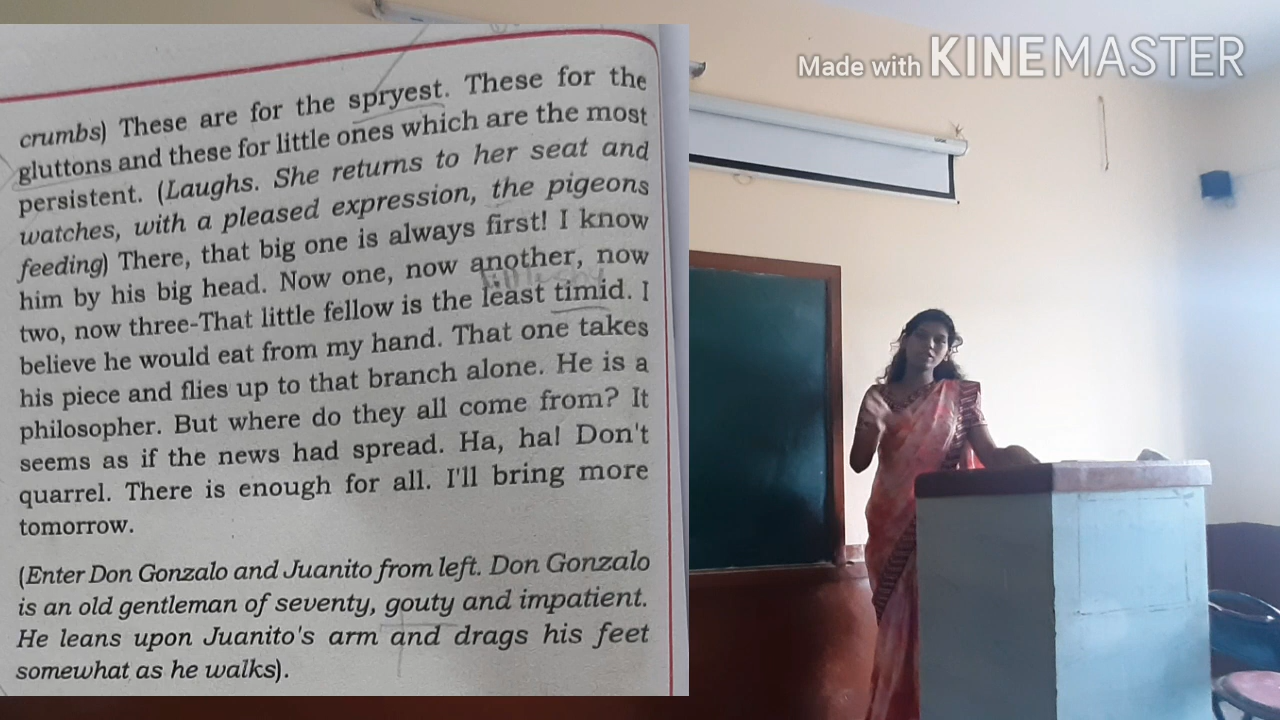 crumbs) These are for the spryest. These for the
gluttons and these for little ones which are the most
persistent. (Laughs. She returns to her seat and
watches, with a pleased expression, the pigeons
feeding) There, that big one is always first! I know
him by his big head. Now one, now another, now
two, now three-That little fellow is the least timid. I
believe he would eat from my hand. That one takes
his piece and flies up to that branch alone. He is a
philosopher. But where do they all come from? It
seems as if the news had spread. Ha, ha! Don't
quarrel. There is enough for all. I'll bring more
tomorrow.
(Enter Don Gonzalo and Juanito from left. Don Gonzalo
is an old gentleman of seventy, gouty and impatient.
He leans upon Juanito's arm and drags his feet
somewhat as he walks).
Made with KINEMASTER